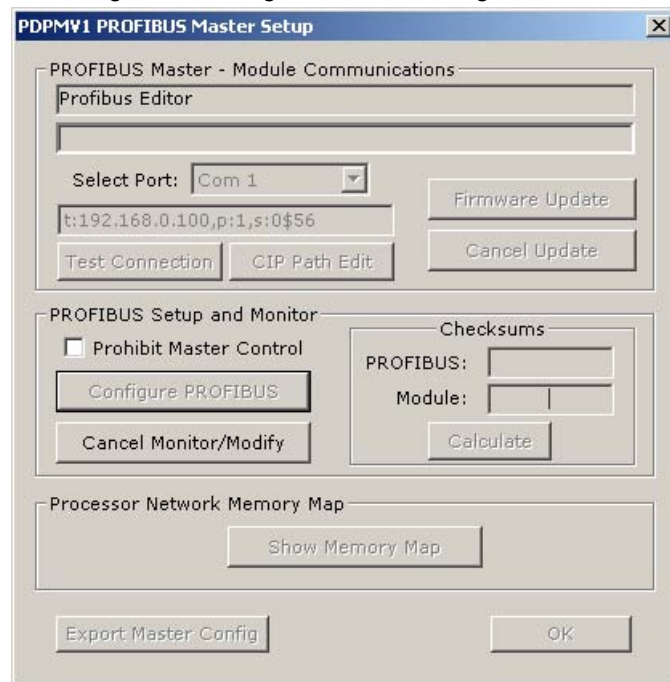 PDPMV1 PROFIBUS Master Setup
PROFIBUS Master - Module Communications
Profibus Editor
Select Port: Com 1
Firmware Update
t:192.168.0.100,p:1,s:0$56
Cancel Update
Test Connection CIP Path Edit
PROFIBUS Setup and Monitor
Checksums
Prohibit Master Control
PROFIBUS:
Configure PROFIBUS
Module:
Cancel Monitor/Modify
Calculate
Processor Network Memory Map
Show Memory Map
Export Master Config OK